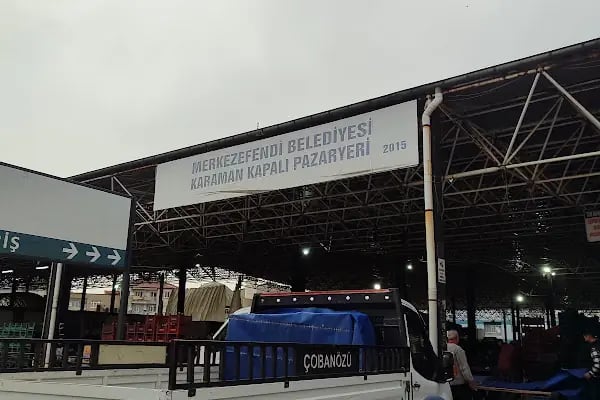 MERKEZEFENDİ BELEDİYESİ
KARAMAN KAPALI PAZARYERİ 2015
İŞ
ÇOBANÖZÜ